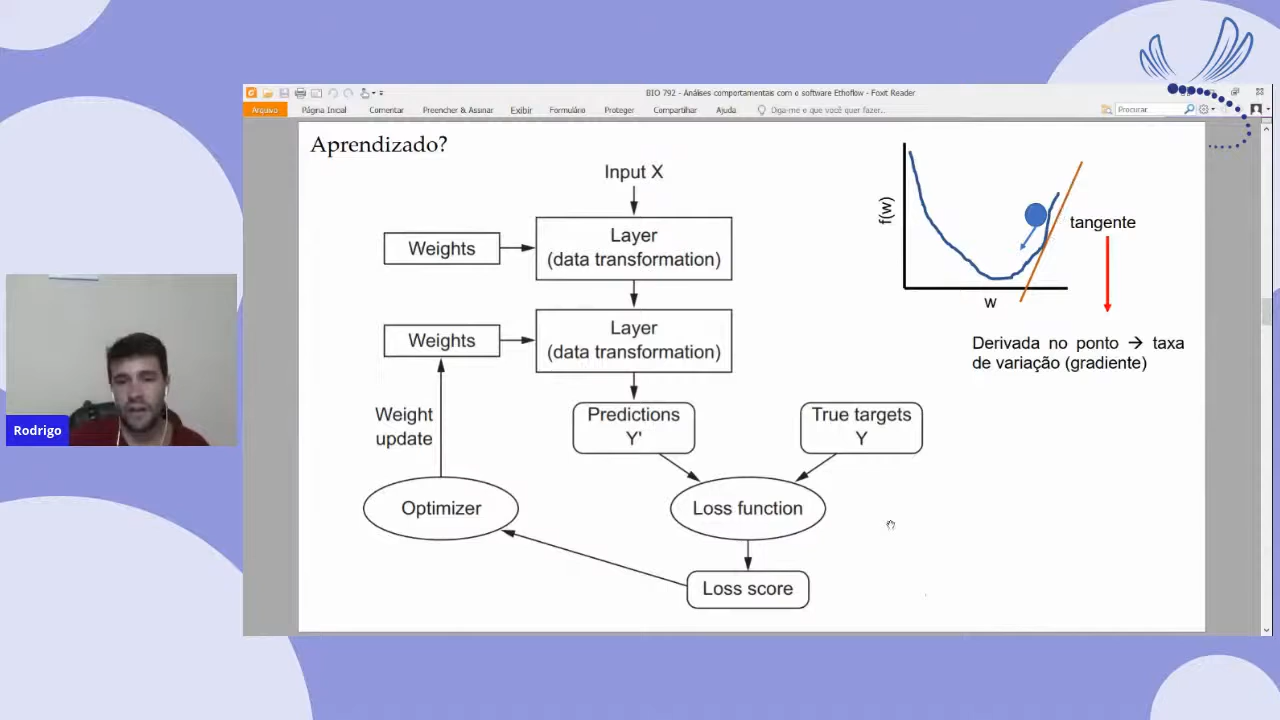 BIO 792 - Análises comportamentais com o software Ethoflow - Foxit Reader
Arquivo Página Inicial Comentar Preencher & Assinar Exibir Formulário Proteger Compartilhar Ajuda Diga-me o que você quer fazer... Procurar
Aprendizado?
Input X
Weights
Layer
(data transformation)
Weights
Layer
(data transformation)
Weight
update
Predictions
Y'
True targets
Y
Optimizer
Loss function
Loss score
f(w)
w
tangente
Derivada no ponto → taxa
de variação (gradiente)
Rodrigo